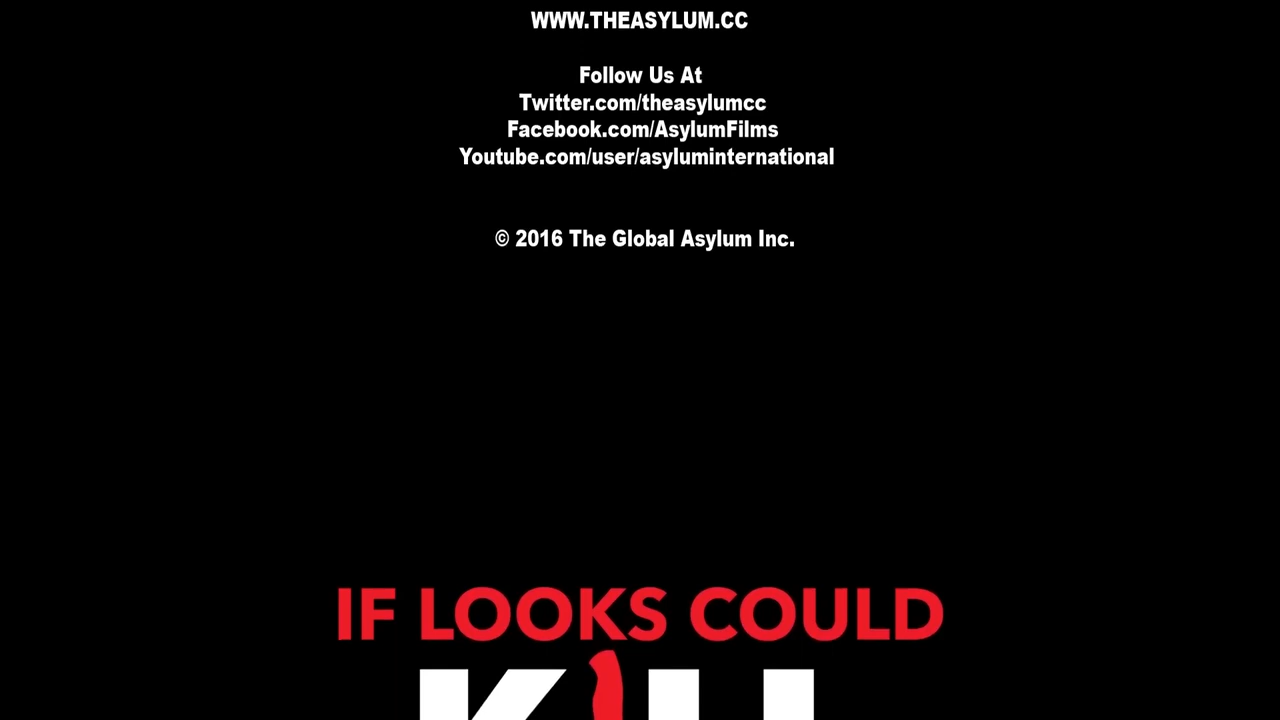 WWW.THEASYLUM.CC
Follow Us At
Twitter.com/theasylumcc
Facebook.com/AsylumFilms
Youtube.com/user/asyluminternational
© 2016 The Global Asylum Inc.
IF LOOKS COULD
KILL